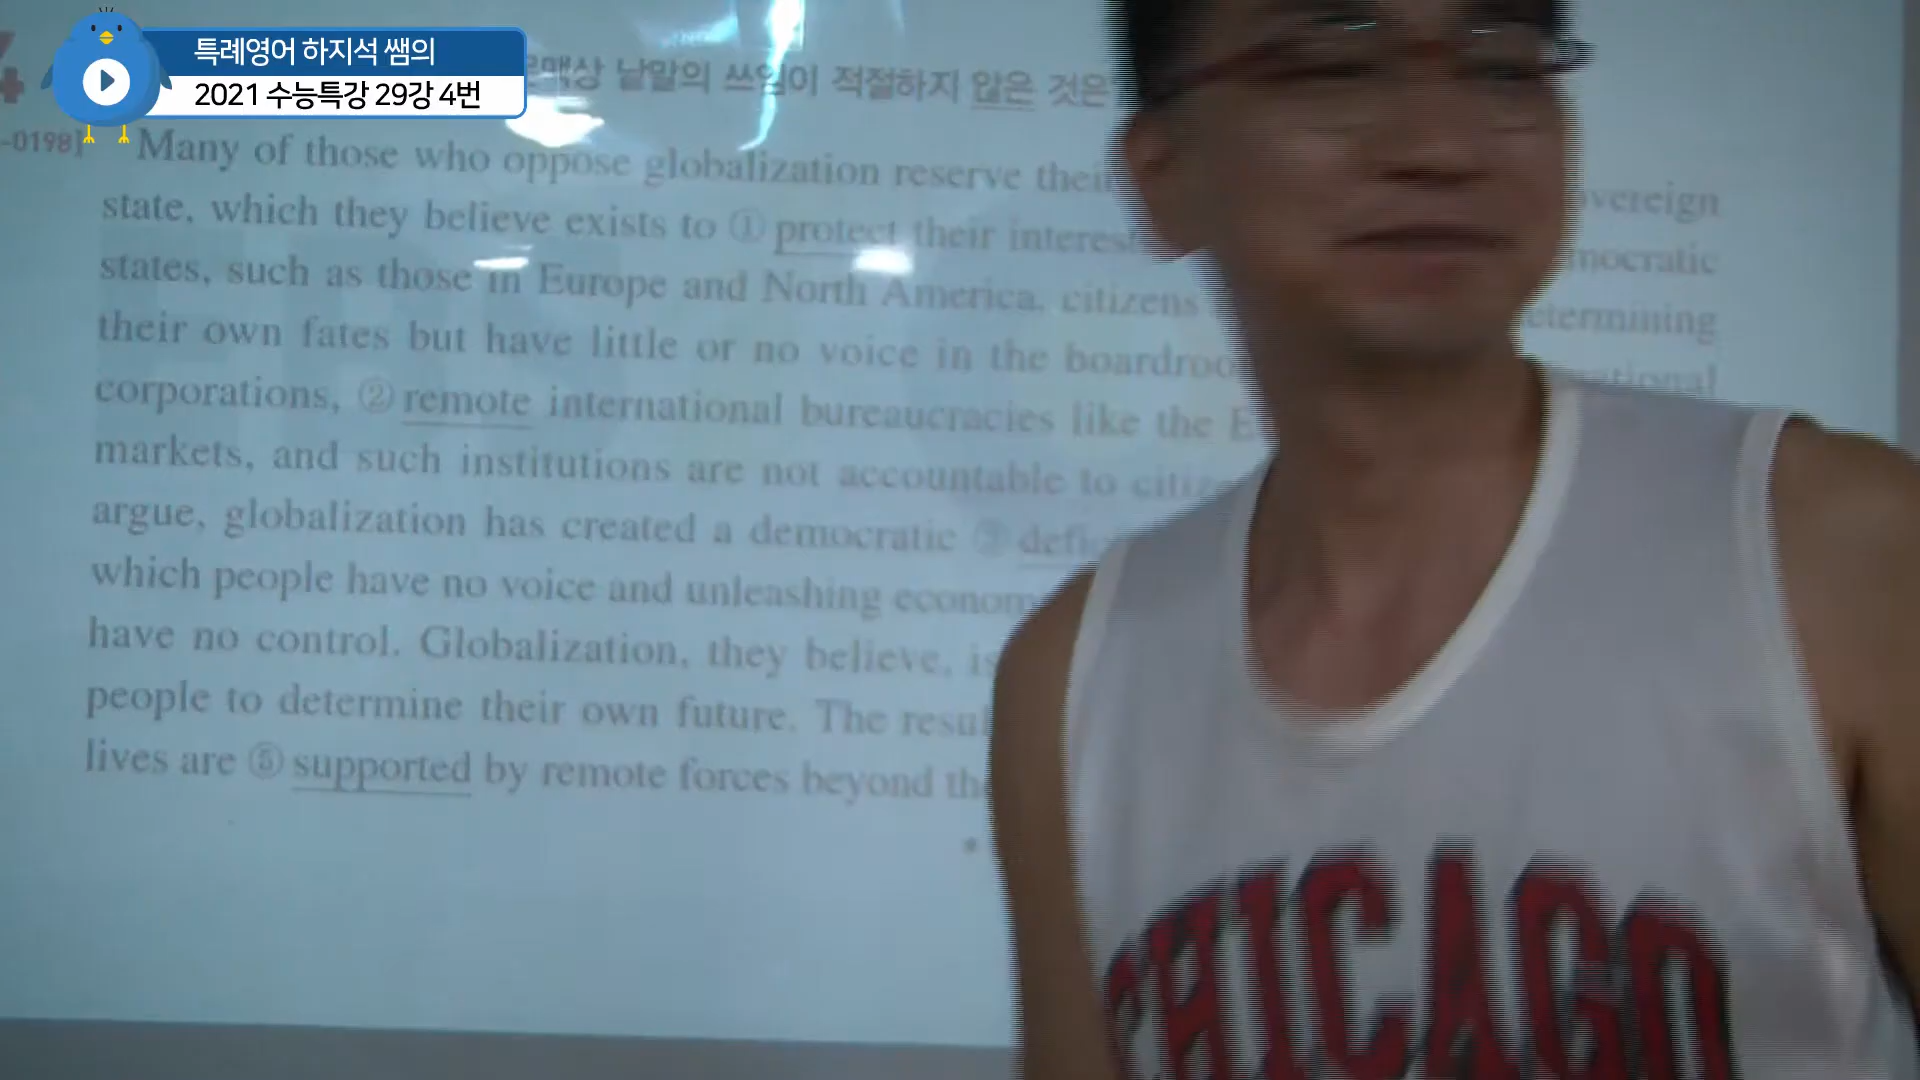 특례영어 하지석 쌤의
2021 수능특강 29강 4번
맥상 낱말의 쓰임이 적절하지 않은 것은
-0198]
Many of those who oppose globalization reserve their
vereign
state, which they believe exists to ① protect their interest
mocratic
states, such as those in Europe and North America, citizens
etermining
their own fates but have little or no voice in the boardroo
national
corporations, ② remote international bureaucracies like the E
markets, and such institutions are not accountable to citiz
argue, globalization has created a democratic ③ defi
which people have no voice and unleashing econom
have no control. Globalization, they believe, is
people to determine their own future. The resul
lives are ⑤ supported by remote forces beyond the
*
CHICAGO